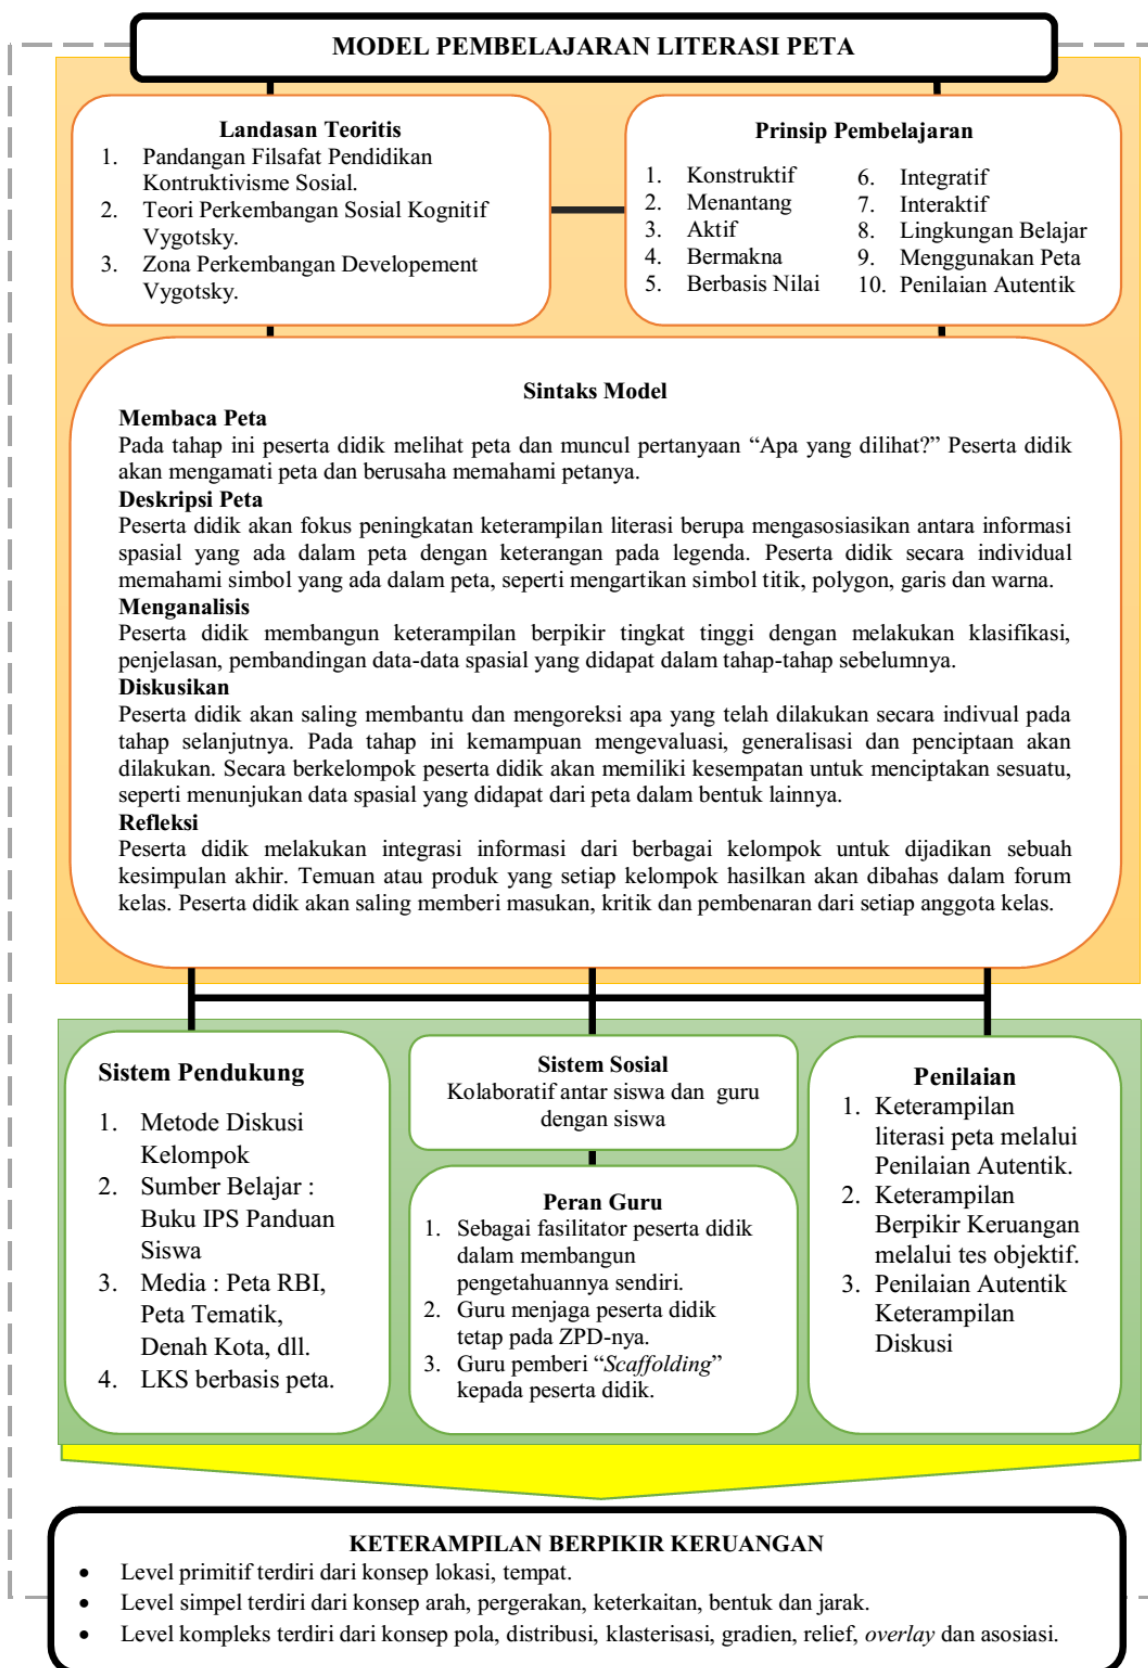 MODEL PEMBELAJARAN LITERASI PETA
Landasan Teoritis
1. Pandangan Filsafat Pendidikan
Kontruktivisme Sosial.
2. Teori Perkembangan Sosial Kognitif
Vygotsky.
3. Zona Perkembangan Developement
Vygotsky.
Prinsip Pembelajaran
1. Konstruktif
2. Menantang
3. Aktif
4. Bermakna
5. Berbasis Nilai
6. Integratif
7. Interaktif
8. Lingkungan Belajar
9. Menggunakan Peta
10. Penilaian Autentik
Sintaks Model
Membaca Peta
Pada tahap ini peserta didik melihat peta dan muncul pertanyaan “Apa yang dilihat?” Peserta didik
akan mengamati peta dan berusaha memahami petanya.
Deskripsi Peta
Peserta didik akan fokus peningkatan keterampilan literasi berupa mengasosiasikan antara informasi
spasial yang ada dalam peta dengan keterangan pada legenda. Peserta didik secara individual
memahami simbol yang ada dalam peta, seperti mengartikan simbol titik, polygon, garis dan warna.
Menganalisis
Peserta didik membangun keterampilan berpikir tingkat tinggi dengan melakukan klasifikasi,
penjelasan, pembandingan data-data spasial yang didapat dalam tahap-tahap sebelumnya.
Diskusikan
Peserta didik akan saling membantu dan mengoreksi apa yang telah dilakukan secara indivual pada
tahap selanjutnya. Pada tahap ini kemampuan mengevaluasi, generalisasi dan penciptaan akan
dilakukan. Secara berkelompok peserta didik akan memiliki kesempatan untuk menciptakan sesuatu,
seperti menunjukan data spasial yang didapat dari peta dalam bentuk lainnya.
Refleksi
Peserta didik melakukan integrasi informasi dari berbagai kelompok untuk dijadikan sebuah
kesimpulan akhir. Temuan atau produk yang setiap kelompok hasilkan akan dibahas dalam forum
kelas. Peserta didik akan saling memberi masukan, kritik dan pembenaran dari setiap anggota kelas.
Sistem Pendukung
1. Metode Diskusi
Kelompok
2. Sumber Belajar :
Buku IPS Panduan
Siswa
3. Media : Peta RBI,
Peta Tematik,
Denah Kota, dll.
4. LKS berbasis peta.
Sistem Sosial
Kolaboratif antar siswa dan guru
dengan siswa
Peran Guru
1. Sebagai fasilitator peserta didik
dalam membangun
pengetahuannya sendiri.
2. Guru menjaga peserta didik
tetap pada ZPD-nya.
3. Guru pemberi “Scaffolding”
kepada peserta didik.
Penilaian
1. Keterampilan
literasi peta melalui
Penilaian Autentik.
2. Keterampilan
Berpikir Keruangan
melalui tes objektif.
3. Penilaian Autentik
Keterampilan
Diskusi
KETERAMPILAN BERPIKIR KERUANGAN
• Level primitif terdiri dari konsep lokasi, tempat.
• Level simpel terdiri dari konsep arah, pergerakan, keterkaitan, bentuk dan jarak.
• Level kompleks terdiri dari konsep pola, distribusi, klasterisasi, gradien, relief, overlay dan asosiasi.